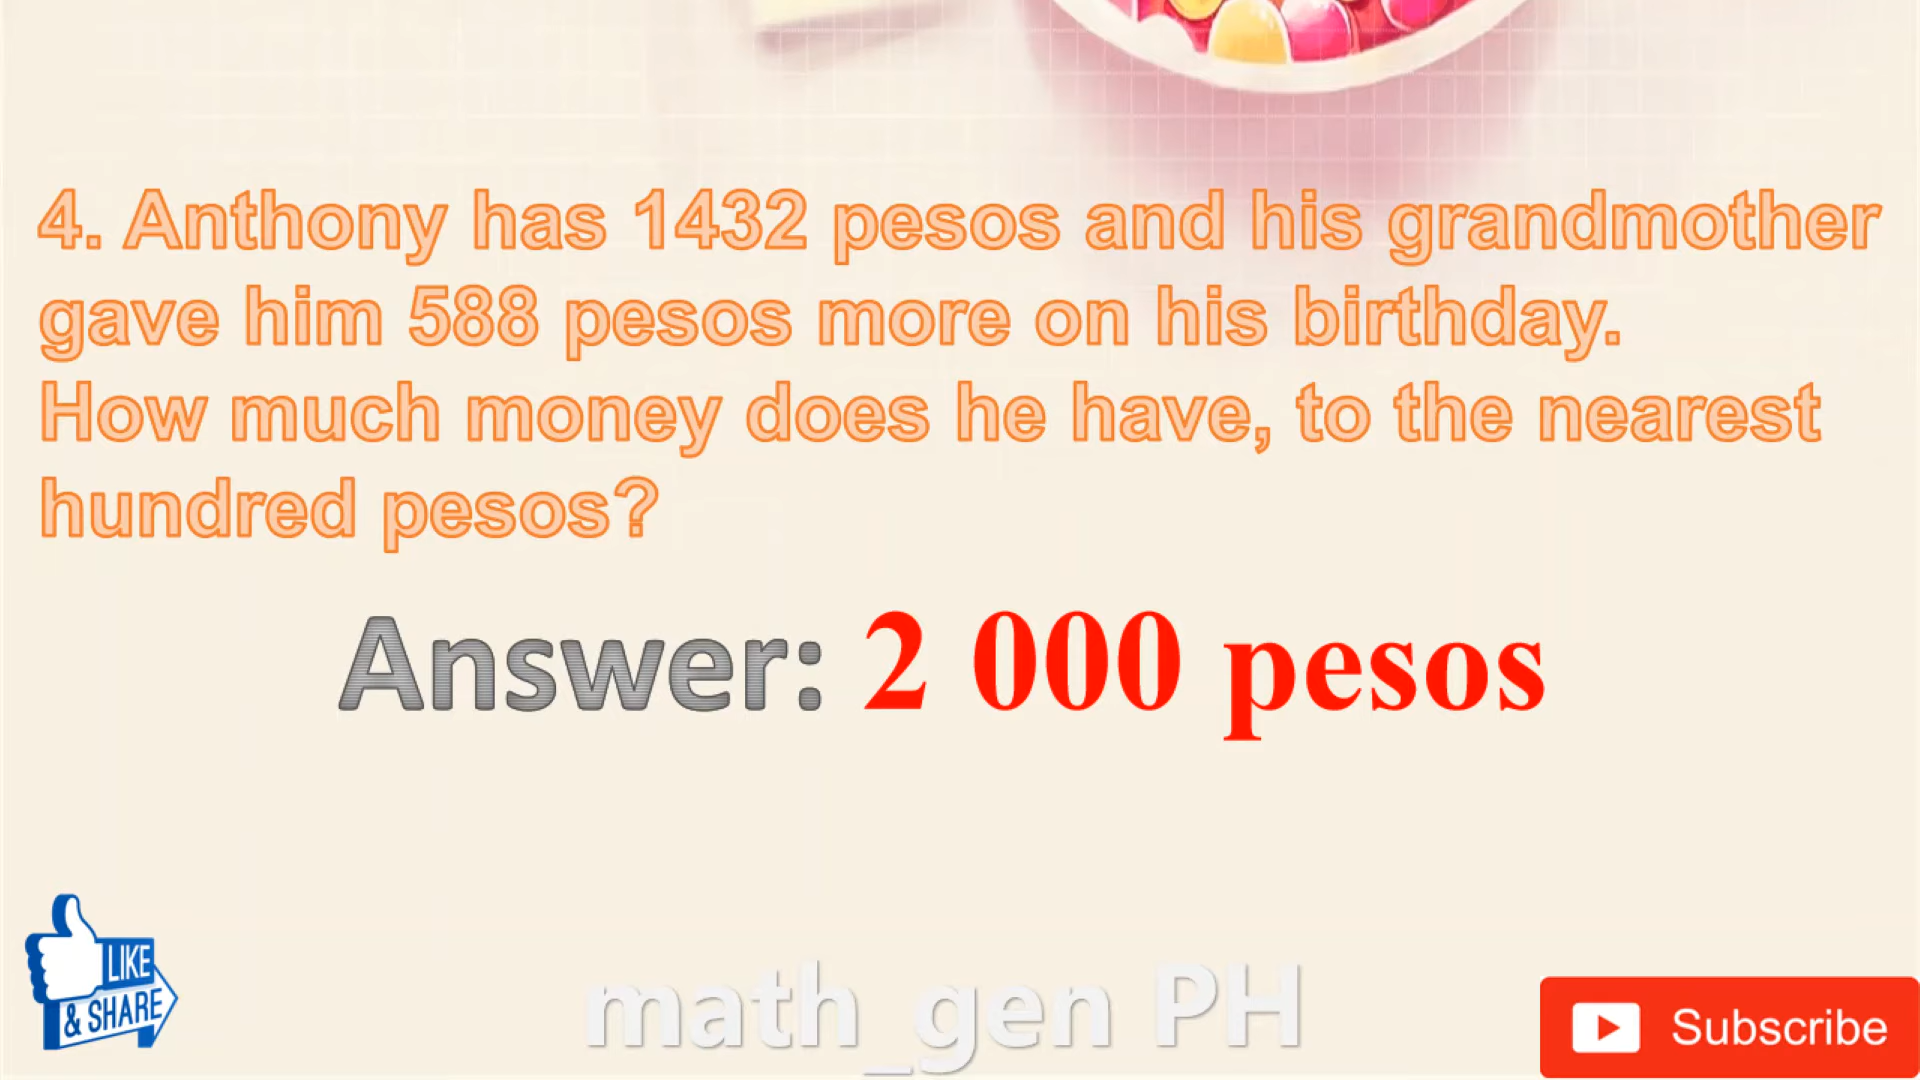 4. Anthony has 1432 pesos and his grandmother
gave him 588 pesos more on his birthday.
How much money does he have, to the nearest
hundred pesos?
Answer: 2 000 pesos
LIKE
& SHARE
math_gen PH
Subscribe